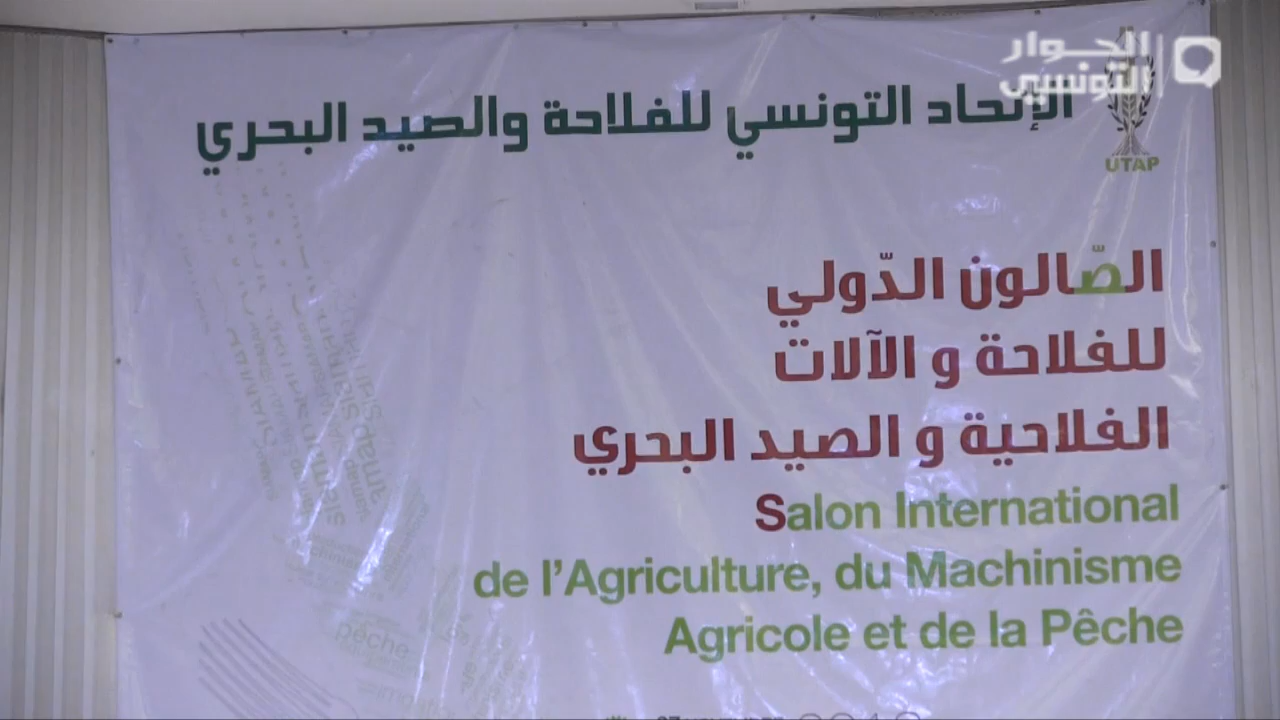 الحوار
التونسي
الإتحاد التونسي للفلاحة والصيد البحري
UTAP
الصّالون الدّولي
للفلاحة و الآلات
الفلاحية و الصيد البحري
Salon International
de l'Agriculture, du Machinisme
Agricole et de la Pêche
pêche